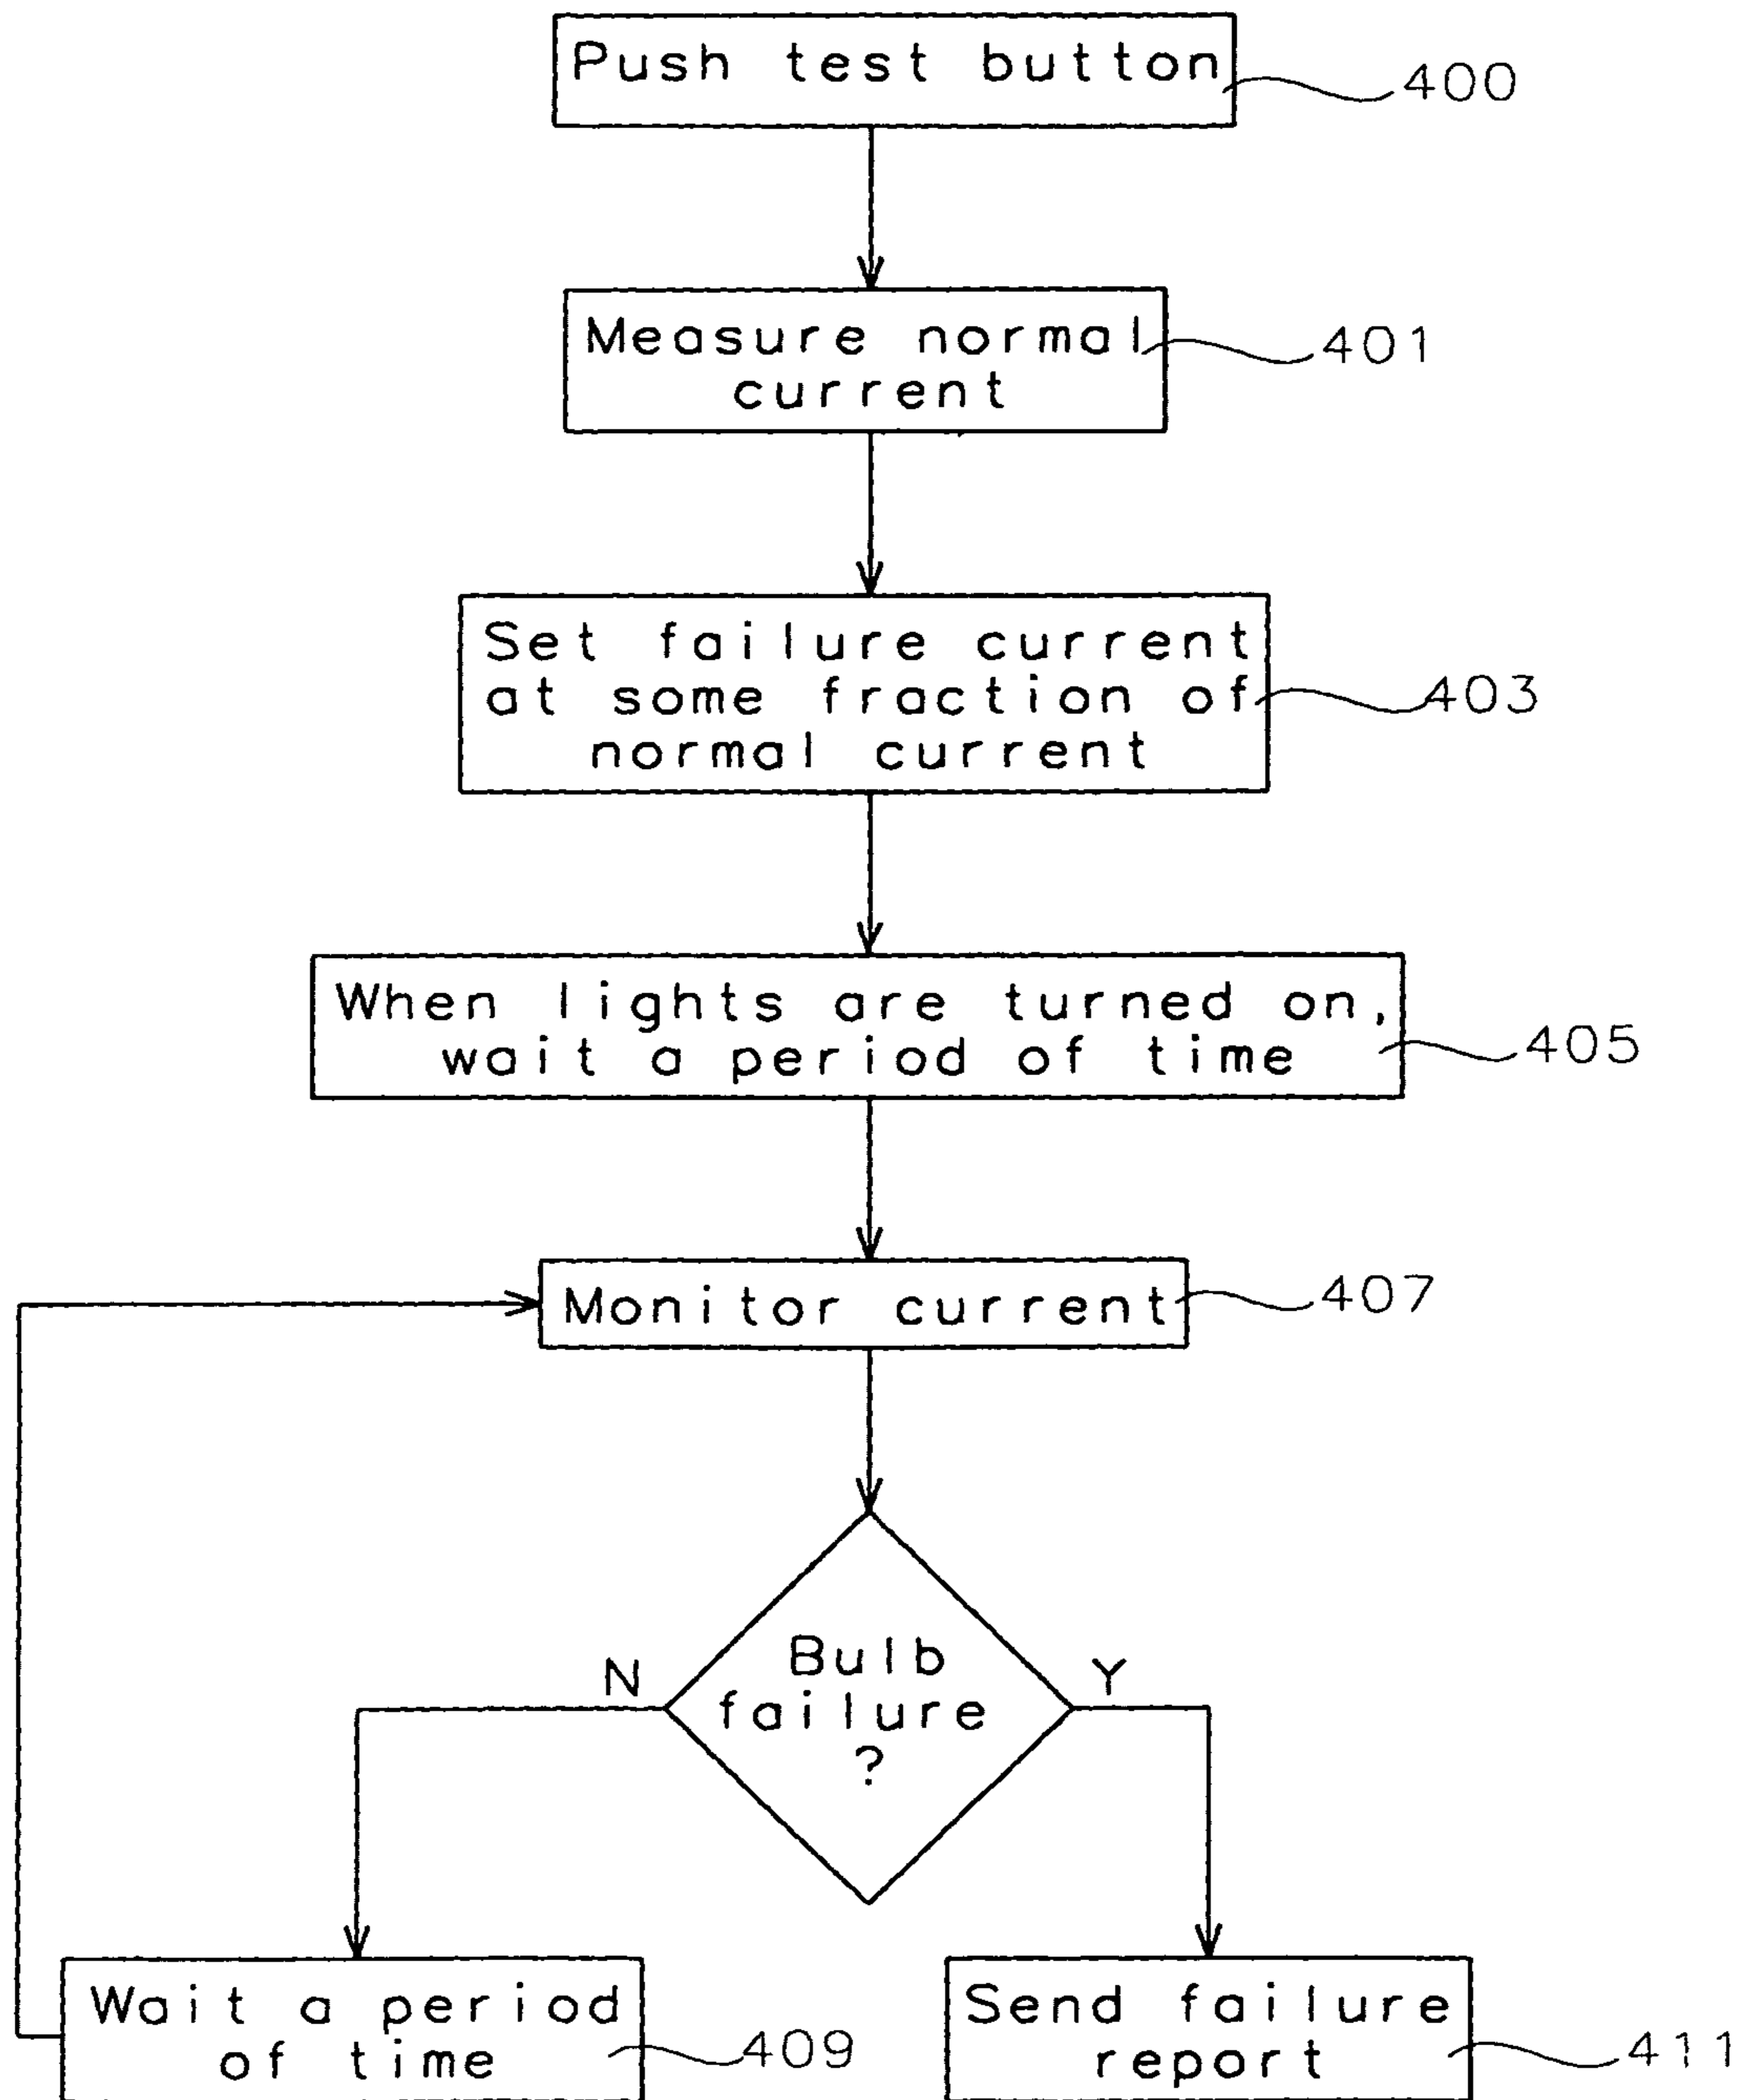 Push test button
400
Measure normal
current
401
Set failure current
at some fraction of
normal current
403
When lights are turned on,
wait a period of time
405
Monitor current
407
Bulb
failure
?
N
Y
Wait a period
of time
409
Send failure
report
411